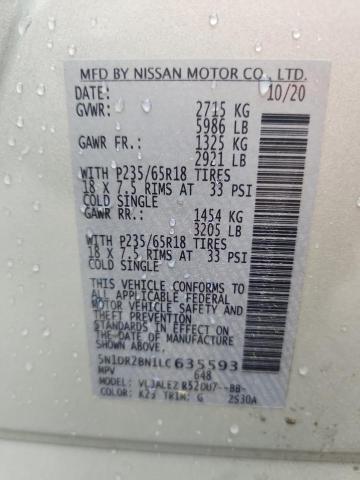 MFD BY NISSAN MOTOR CO., LTD.
DATE: 10/20
GVWR: 2715 KG
5986 LB
GAWR FR.: 1325 KG
2921 LB
WITH P235/65R18 TIRES
18 X 7.5 RIMS AT 33 PSI
COLD SINGLE
GAWR RR.: 1454 KG
3205 LB
WITH P235/65R18 TIRES
18 X 7.5 RIMS AT 33 PSI
COLD SINGLE
THIS VEHICLE CONFORMS TO
ALL APPLICABLE FEDERAL
MOTOR VEHICLE SAFETY
AND THEFT PREVENTION
STANDARDS IN EFFECT ON
THE DATE OF MANUFACTURE
SHOWN ABOVE.
5N1DR2BN1LC635593
MPV 648
MODEL: R52DU7--BB-
COLOR: K23 TRIM: G 2S30A